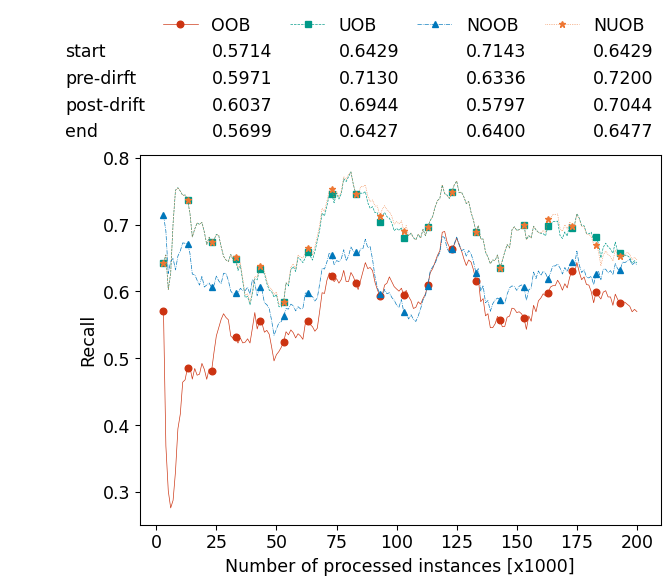 OOB UOB NOOB NUOB
start 0.5714 0.6429 0.7143 0.6429
pre-dirft 0.5971 0.7130 0.6336 0.7200
post-drift 0.6037 0.6944 0.5797 0.7044
end 0.5699 0.6427 0.6400 0.6477
0.8
0.7
0.6
0.5
0.4
0.3
Recall
0 25 50 75 100 125 150 175 200
Number of processed instances [x1000]